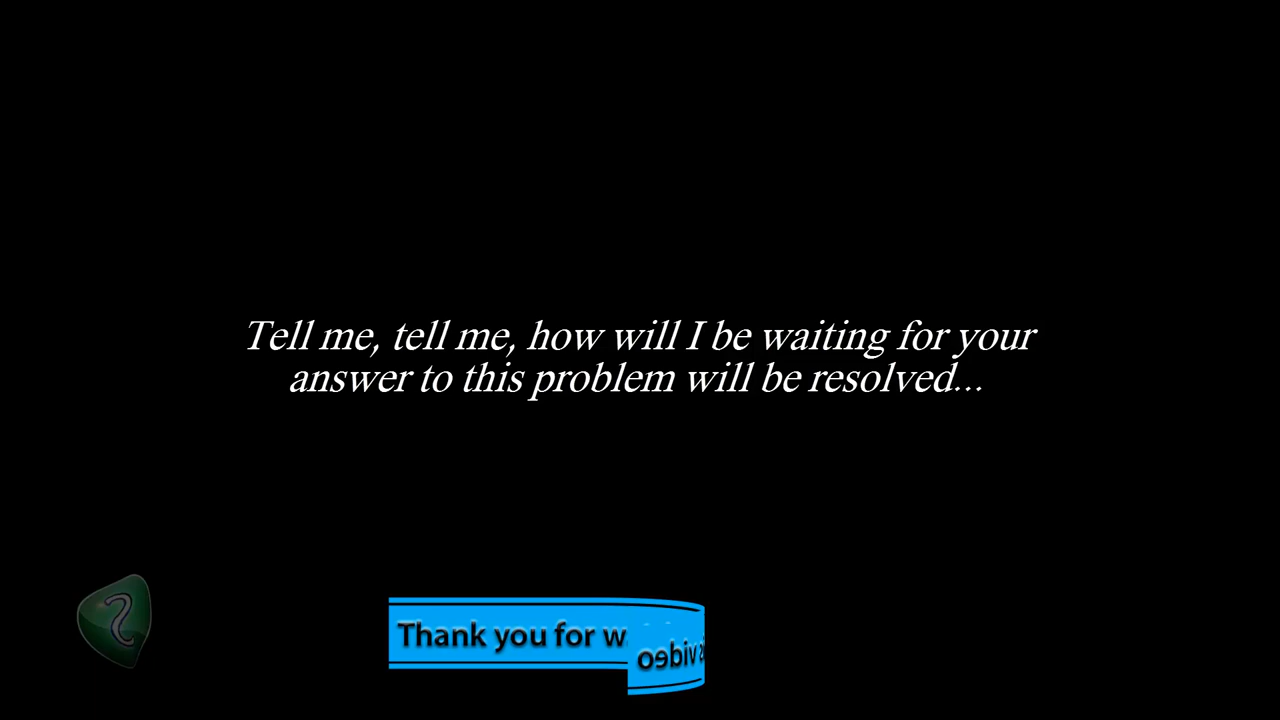 Tell me, tell me, how will I be waiting for your
answer to this problem will be resolved...
Thank you for w
s video